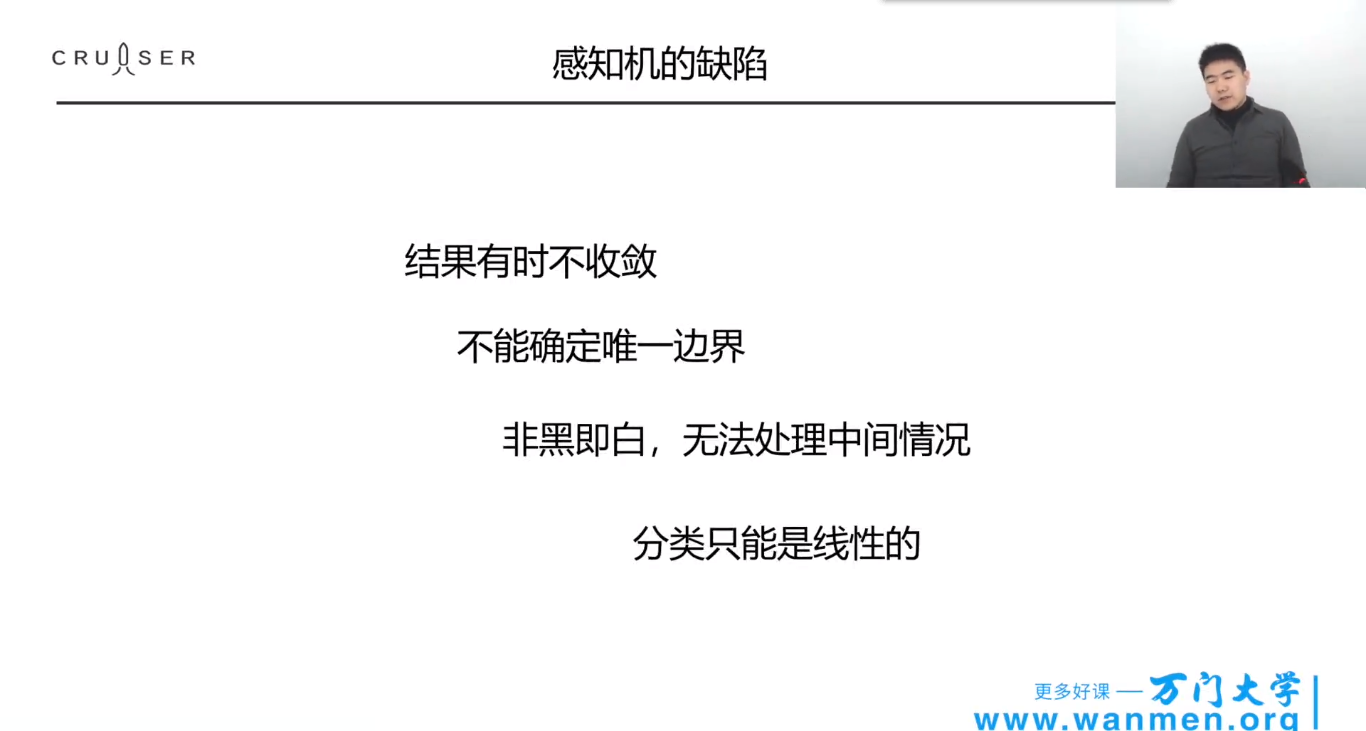 CRUISER
感知机的缺陷
结果有时不收敛
不能确定唯一边界
非黑即白，无法处理中间情况
分类只能是线性的
更多好课 — 万门大学
www.wanmen.org